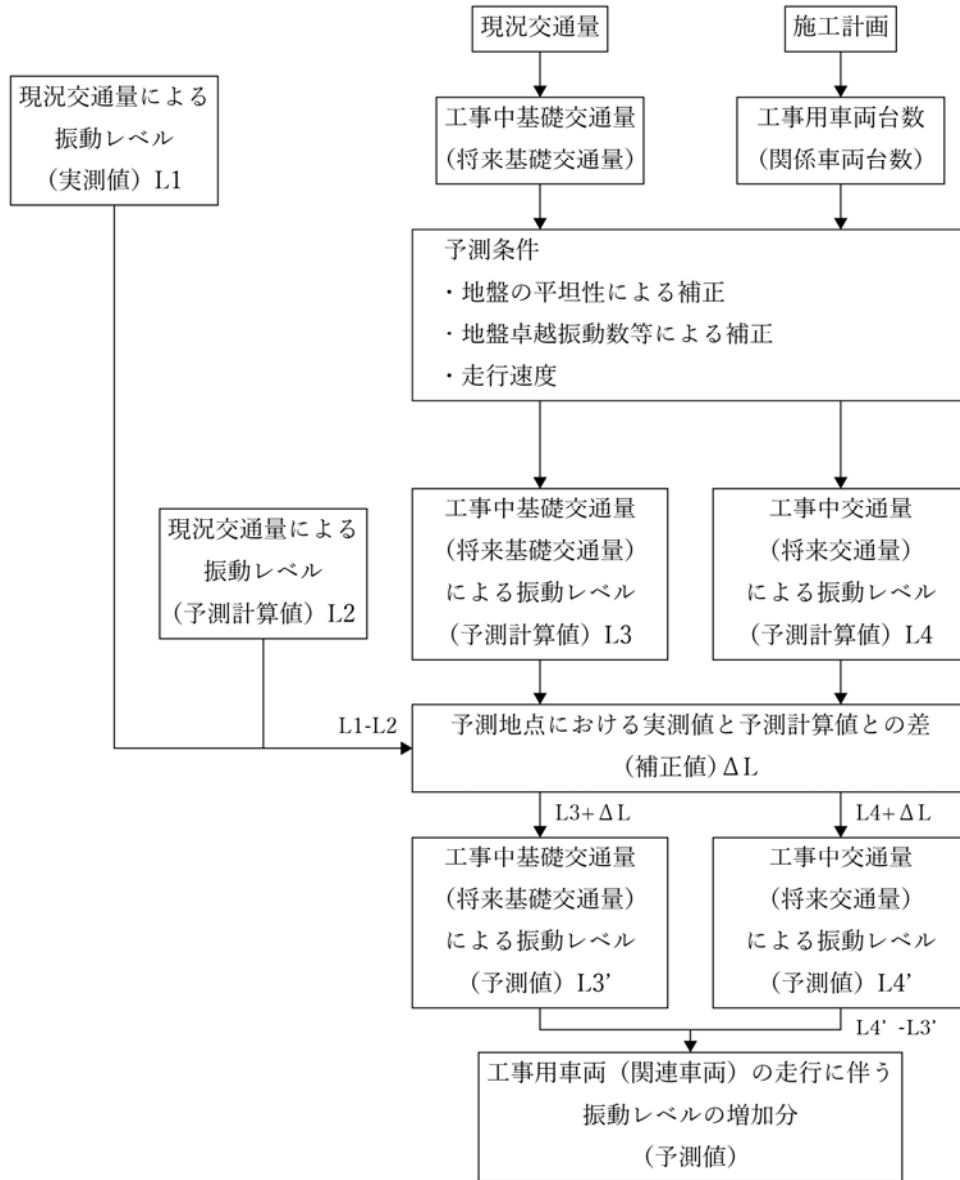 現況交通量
施工計画
現況交通量による
振動レベル
(実測値) L1
工事中基礎交通量
(将来基礎交通量)
工事用車両台数
(関係車両台数)
予測条件
・地盤の平坦性による補正
・地盤卓越振動数等による補正
・走行速度
現況交通量による
振動レベル
(予測計算値) L2
工事中基礎交通量
(将来基礎交通量)
による振動レベル
(予測計算値) L3
工事中交通量
(将来交通量)
による振動レベル
(予測計算値) L4
L1-L2
予測地点における実測値と予測計算値との差
(補正値) ΔL
L3+ΔL
L4+ΔL
工事中基礎交通量
(将来基礎交通量)
による振動レベル
(予測値) L3’
工事中交通量
(将来交通量)
による振動レベル
(予測値) L4’
L4’ -L3’
工事用車両（関連車両）の走行に伴う
振動レベルの増加分
(予測値)